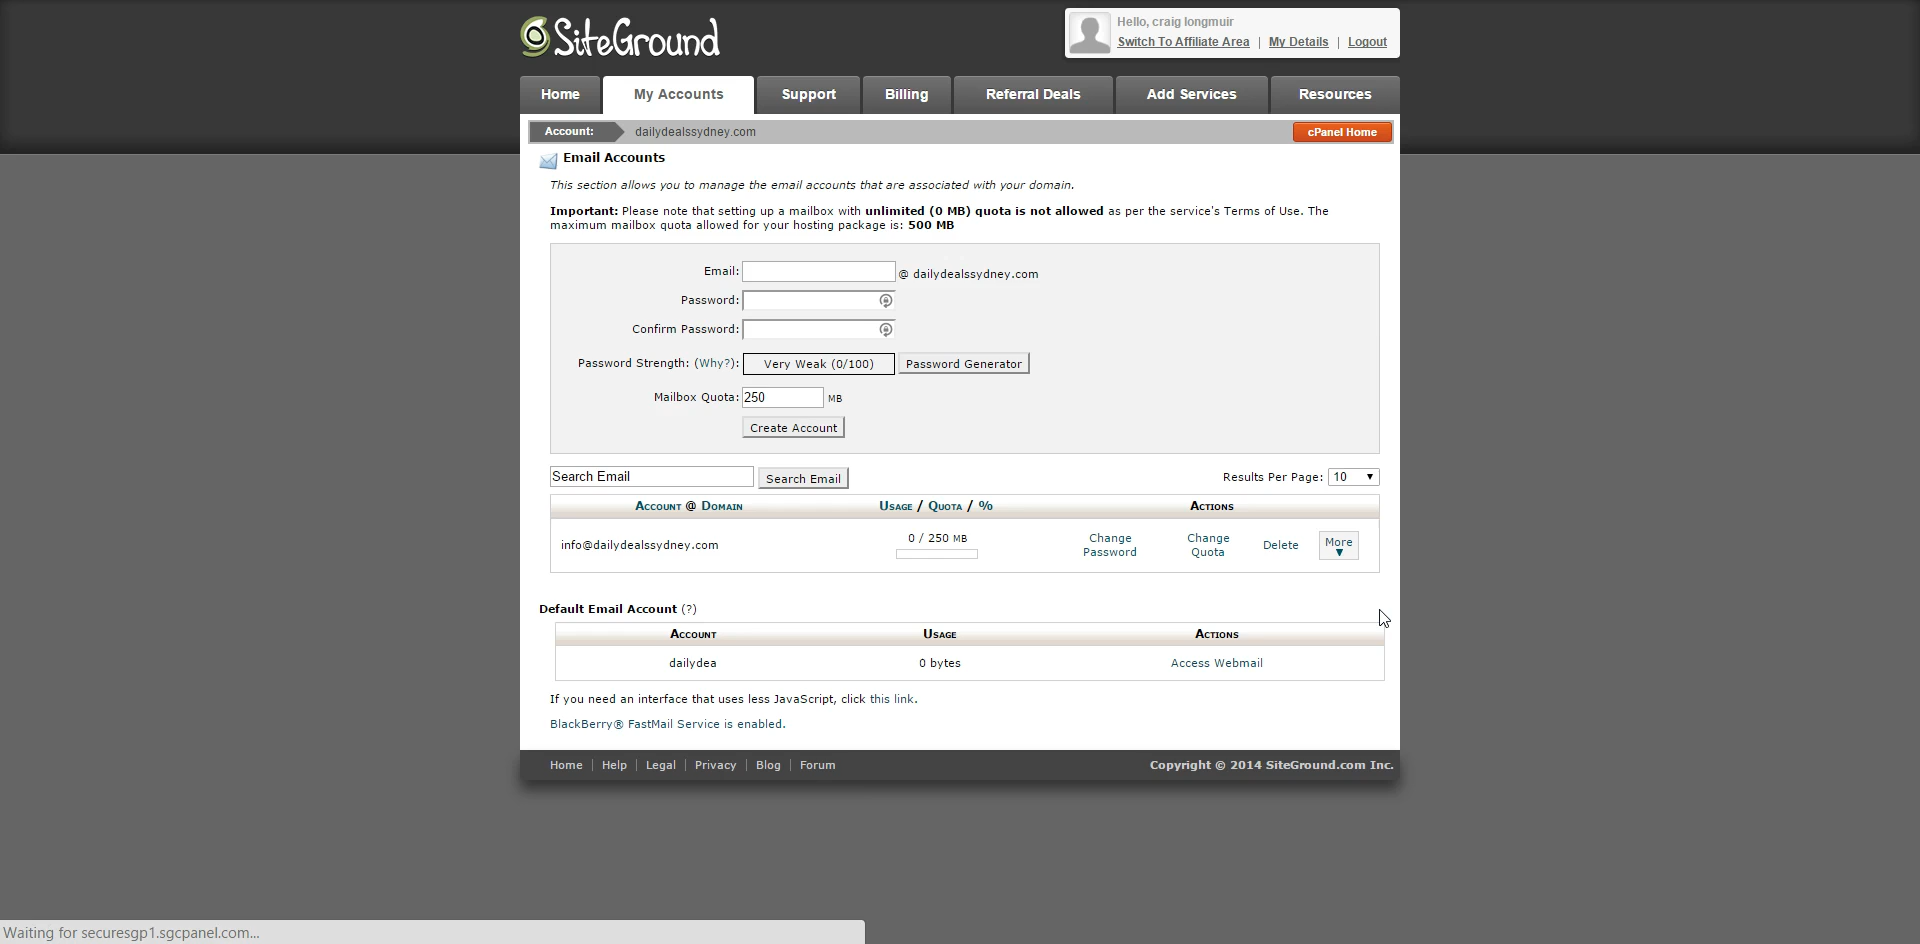 SiteGround
Hello, craig longmuir
Switch To Affiliate Area | My Details | Logout
Home
My Accounts
Support
Billing
Referral Deals
Add Services
Resources
Account:
dailydealssydney.com
cPanel Home
Email Accounts
This section allows you to manage the email accounts that are associated with your domain.
Important: Please note that setting up a mailbox with unlimited (0 MB) quota is not allowed as per the service's Terms of Use. The
maximum mailbox quota allowed for your hosting package is: 500 MB
Email: @ dailydealssydney.com
Password:
Confirm Password:
Password Strength: (Why?): Very Weak (0/100) Password Generator
Mailbox Quota: 250 MB
Create Account
Search Email Search Email Results Per Page: 10
Account @ Domain Usage / Quota / % Actions
info@dailydealssydney.com 0 / 250 MB Change Password Change Quota Delete More
Default Email Account (?)
Account Usage Actions
dailydea 0 bytes Access Webmail
If you need an interface that uses less JavaScript, click this link.
BlackBerry® FastMail Service is enabled.
Home | Help | Legal | Privacy | Blog | Forum Copyright © 2014 SiteGround.com Inc.
Waiting for securesgp1.sgcpanel.com...